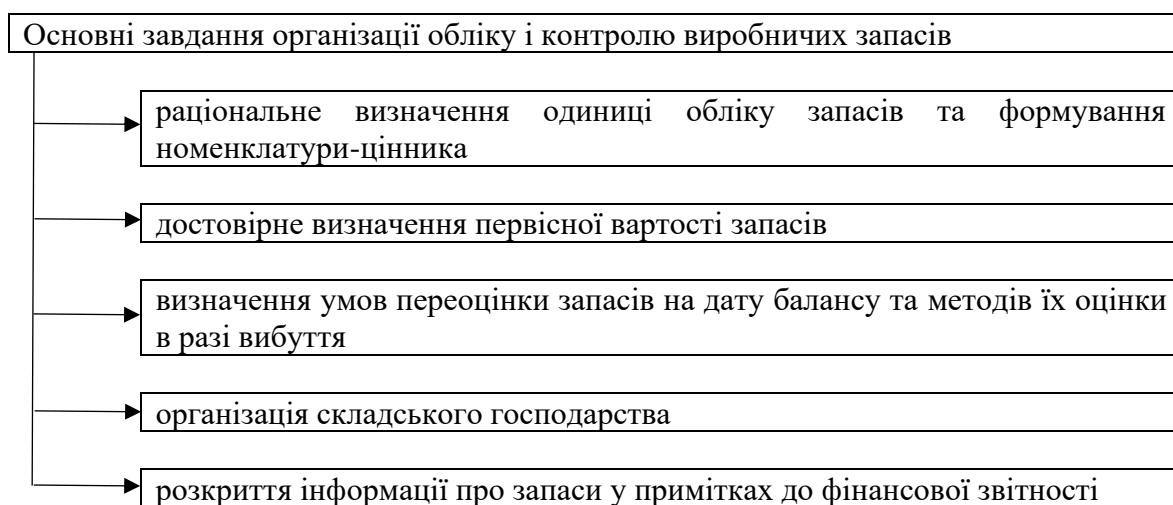 Основні завдання організації обліку і контролю виробничих запасів
раціональне визначення одиниці обліку запасів та формування
номенклатури-цінника
достовірне визначення первісної вартості запасів
визначення умов переоцінки запасів на дату балансу та методів їх оцінки
в разі вибуття
організація складського господарства
розкриття інформації про запаси у примітках до фінансової звітності